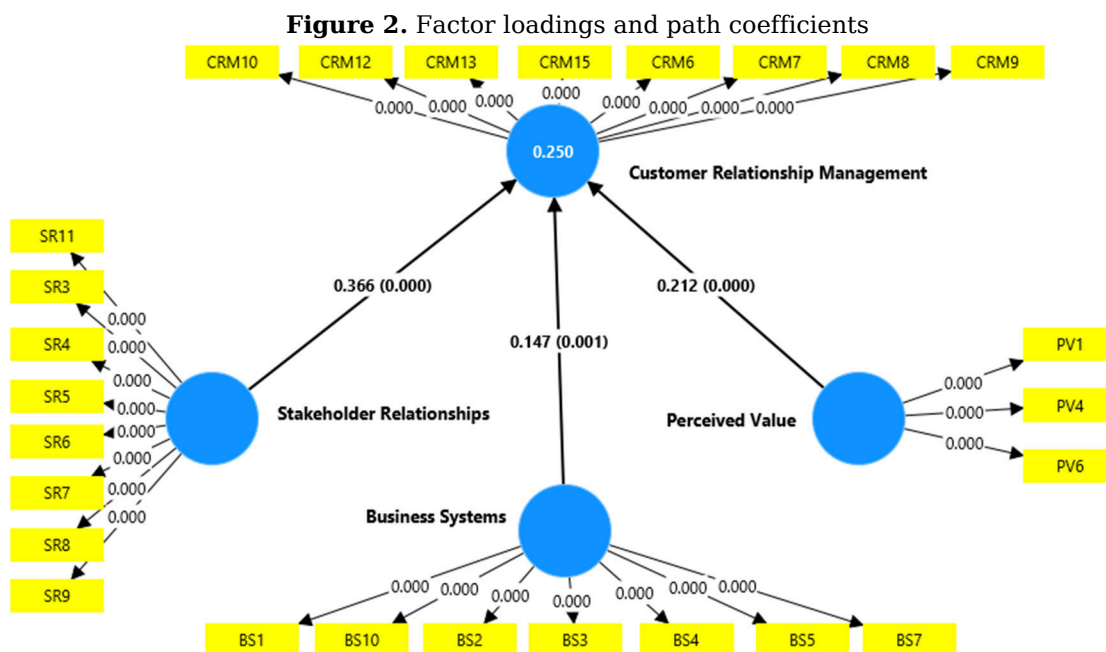 Figure 2. Factor loadings and path coefficients
CRM10 CRM12 CRM13 CRM15 CRM6 CRM7 CRM8 CRM9
0.000 0.000 0.000 0.000 0.000 0.000 0.000 0.000
0.250
Customer Relationship Management
SR11
SR3
SR4
SR5
SR6
SR7
SR8
SR9
0.000
0.000
0.000
0.000
0.000
0.000
0.000
0.000
Stakeholder Relationships
0.366 (0.000)
0.147 (0.001)
0.212 (0.000)
Perceived Value
0.000
0.000
0.000
PV1
PV4
PV6
Business Systems
0.000 0.000 0.000 0.000 0.000 0.000 0.000
BS1 BS10 BS2 BS3 BS4 BS5 BS7